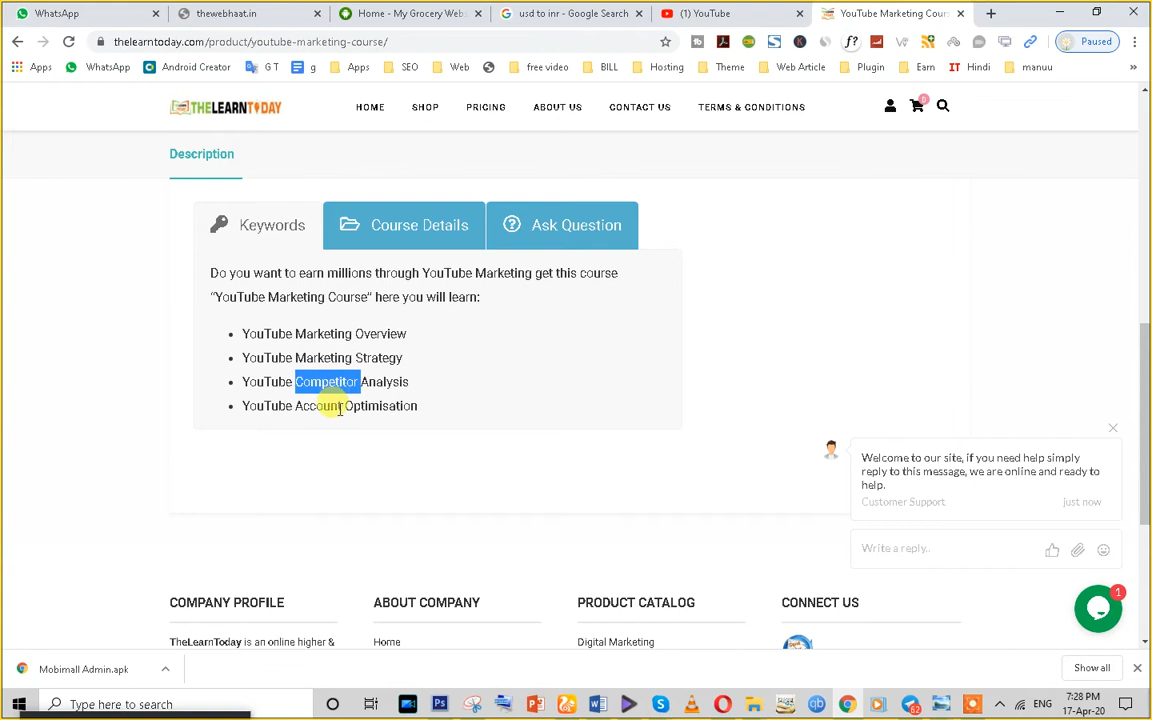 WhatsApp
thewebhaat.in
Home - My Grocery Webs
usd to inr - Google Search
(1) YouTube
YouTube Marketing Cours
thelearntoday.com/product/youtube-marketing-course/
Paused
Apps
WhatsApp
Android Creator
G T
g
Apps
SEO
Web
free video
BILL
Hosting
Theme
Web Article
Plugin
Earn
IT Hindi
manuu
THELEARNTODAY
HOME
SHOP
PRICING
ABOUT US
CONTACT US
TERMS & CONDITIONS
0
Description
Keywords
Course Details
Ask Question
Do you want to earn millions through YouTube Marketing get this course
“YouTube Marketing Course” here you will learn:
• YouTube Marketing Overview
• YouTube Marketing Strategy
• YouTube Competitor Analysis
• YouTube Account Optimisation
Welcome to our site, if you need help simply
reply to this message, we are online and ready to
help.
Customer Support
just now
Write a reply..
1
COMPANY PROFILE
ABOUT COMPANY
PRODUCT CATALOG
CONNECT US
TheLearnToday is an online higher &
Home
Digital Marketing
Mobimall Admin.apk
Show all
Type here to search
62
ENG
7:28 PM
17-Apr-20